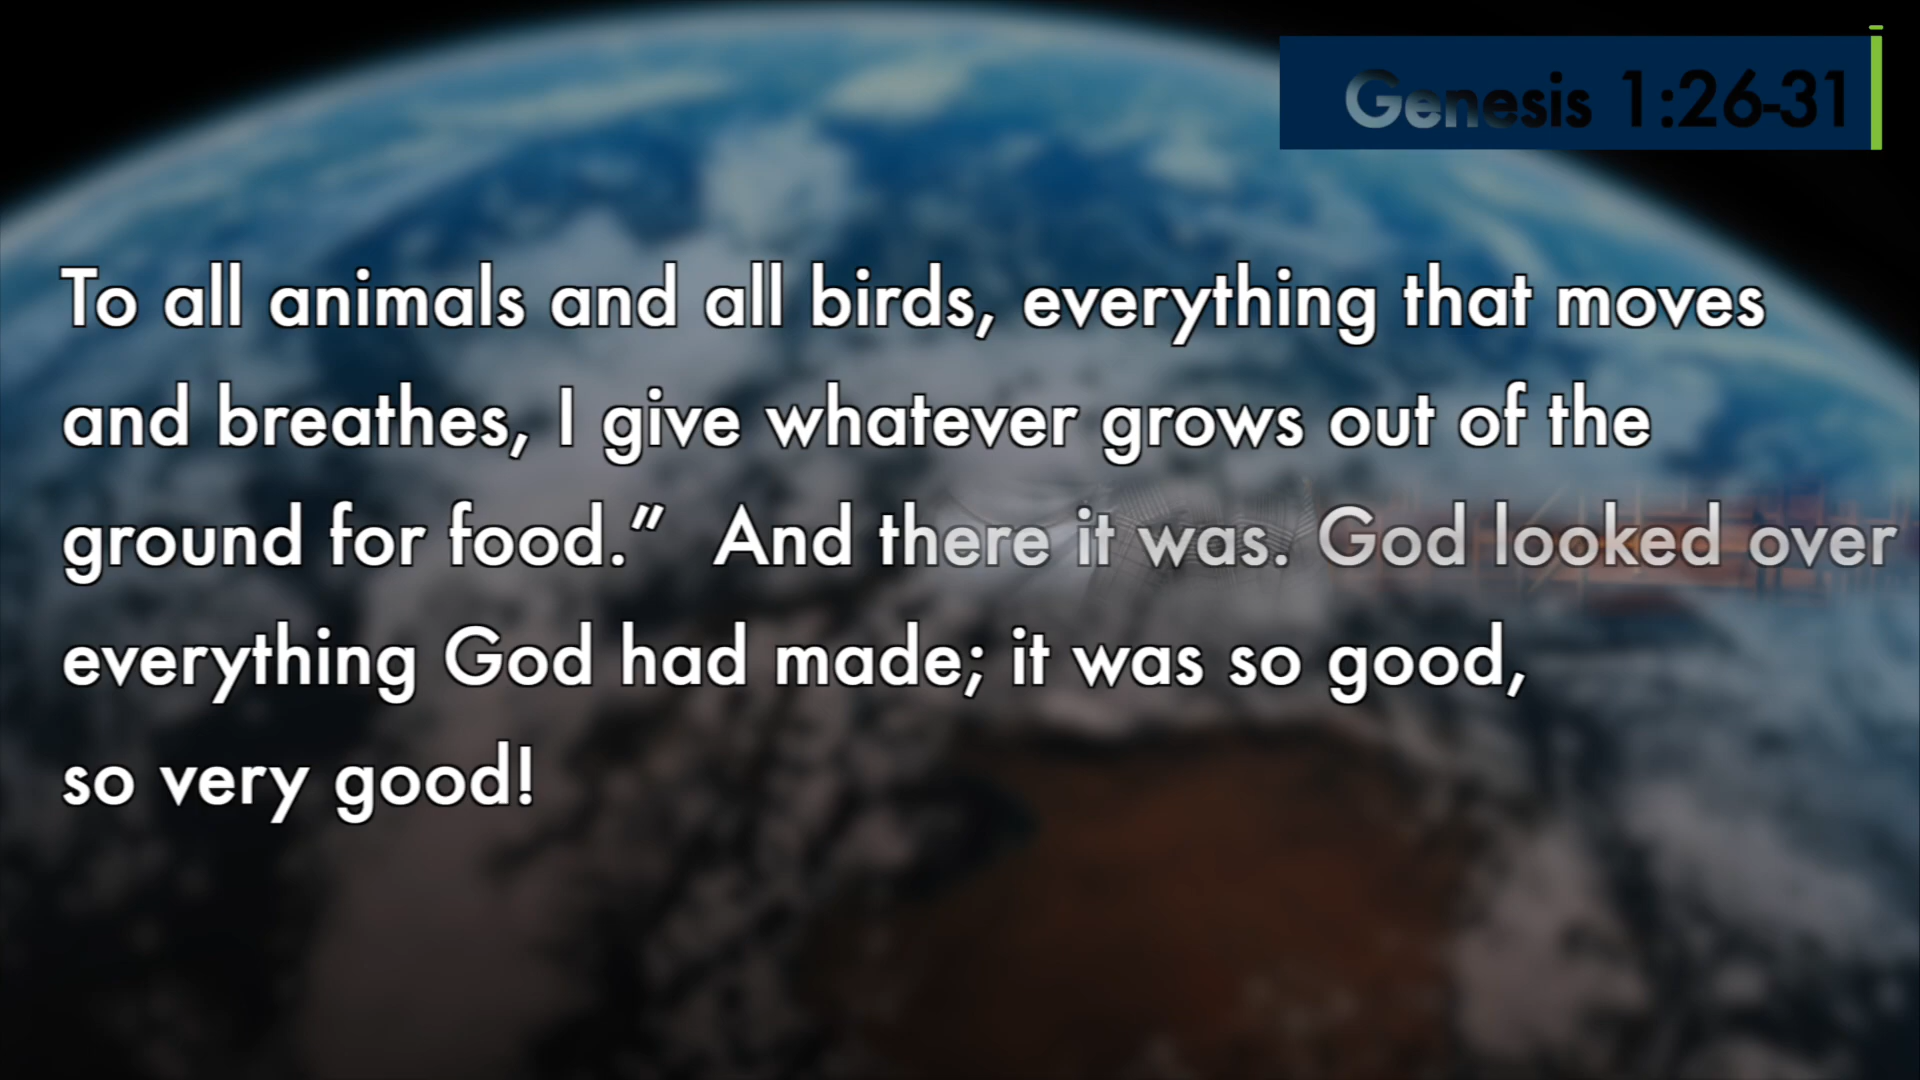 Genesis 1:26-31
To all animals and all birds, everything that moves
and breathes, I give whatever grows out of the
ground for food.”  And there it was. God looked over
everything God had made; it was so good,
so very good!